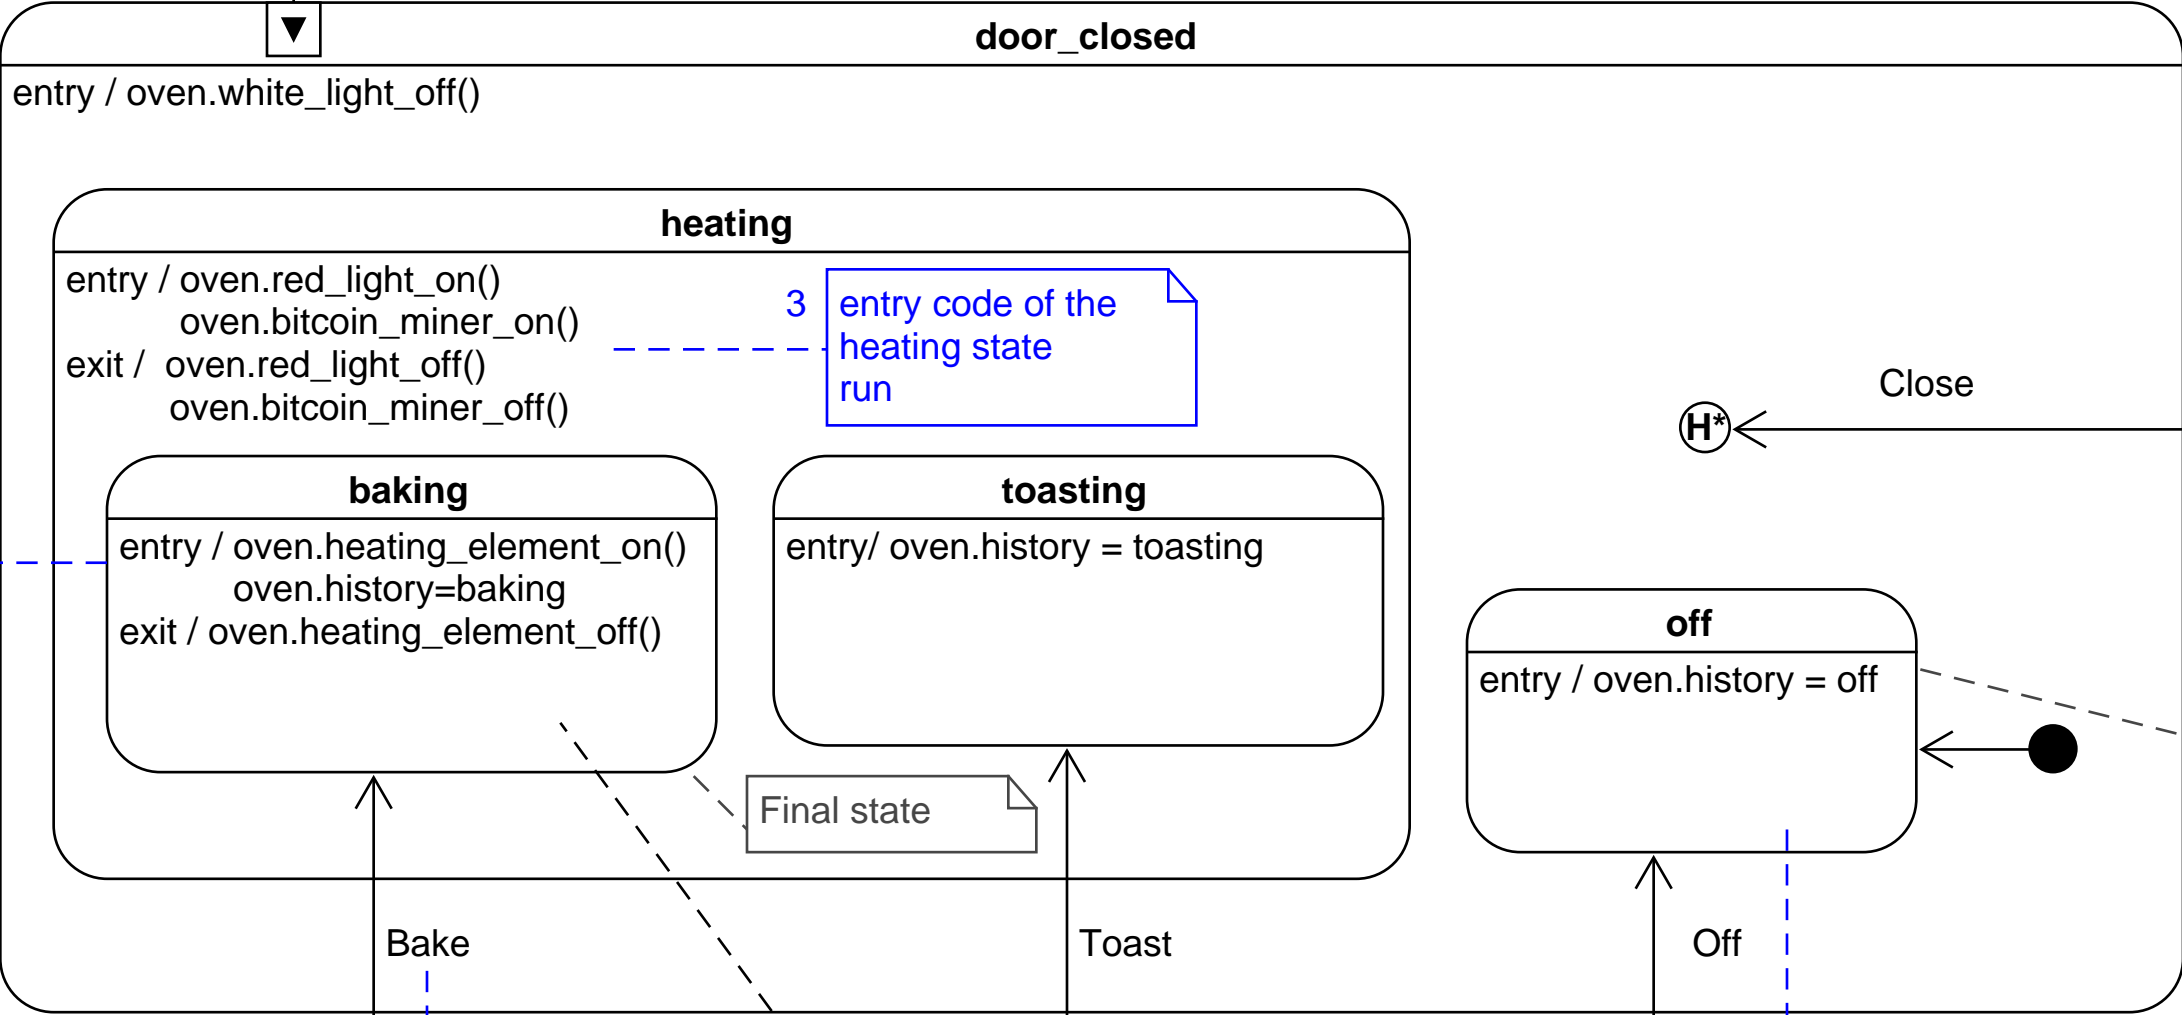 door_closed
entry / oven.white_light_off()
heating
entry / oven.red_light_on()
oven.bitcoin_miner_on()
exit /  oven.red_light_off()
oven.bitcoin_miner_off()
3
entry code of the
heating state
run
Close
H*
baking
entry / oven.heating_element_on()
oven.history=baking
exit / oven.heating_element_off()
toasting
entry/ oven.history = toasting
off
entry / oven.history = off
Final state
Bake
Toast
Off